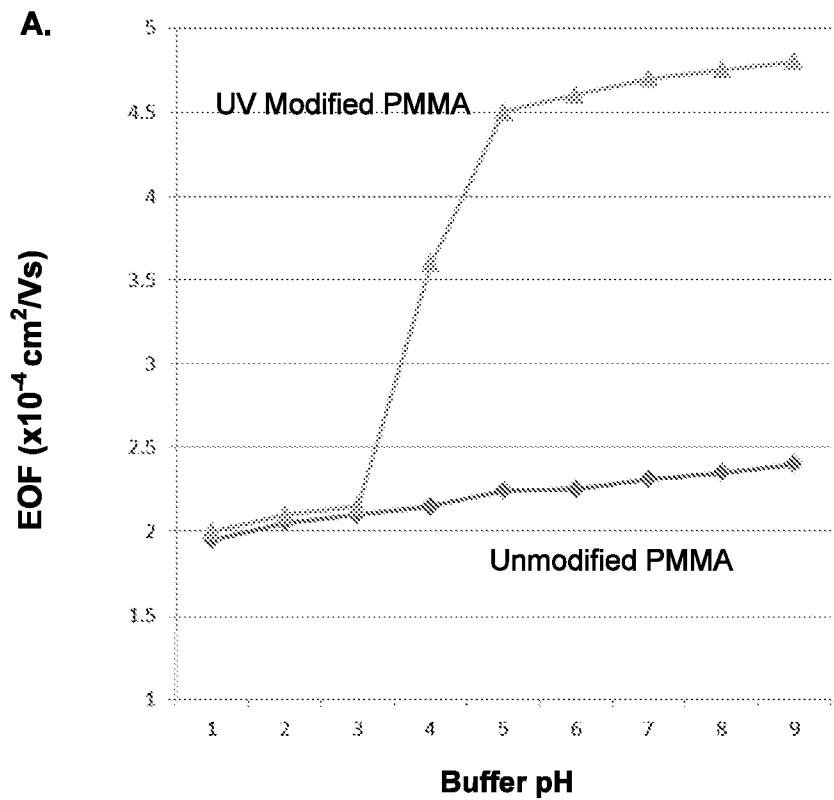 A.
5
UV Modified PMMA
4.5
4
3.5
3
2.5
2
Unmodified PMMA
1.5
1
EOF (x10⁻⁴ cm²/Vs)
1 2 3 4 5 6 7 8 9
Buffer pH